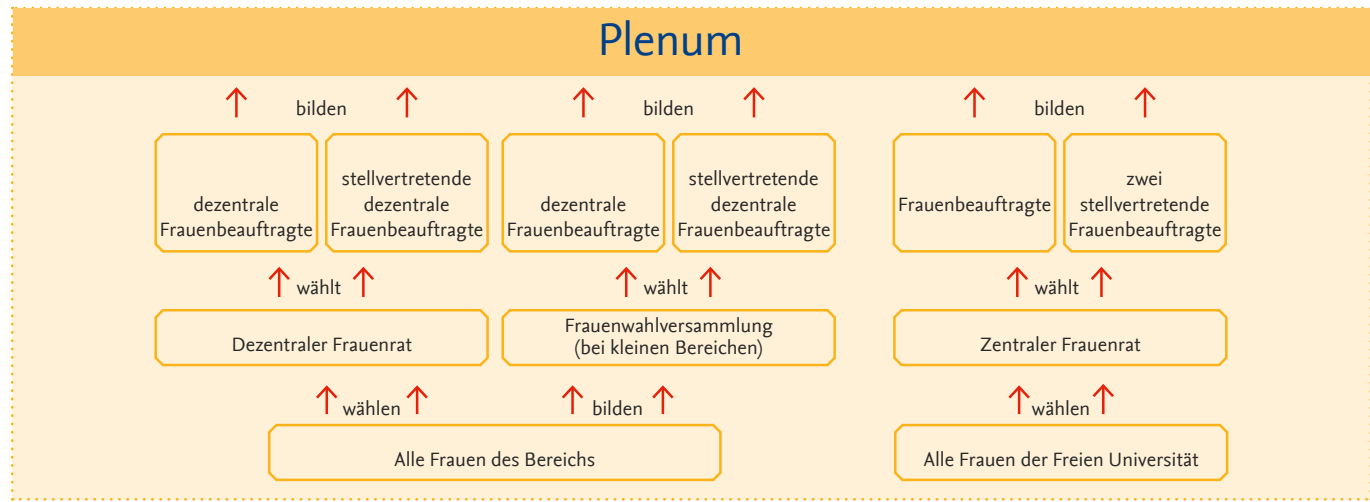 Plenum
bilden
bilden
bilden
dezentrale
Frauenbeauftragte
stellvertretende
dezentrale
Frauenbeauftragte
dezentrale
Frauenbeauftragte
stellvertretende
dezentrale
Frauenbeauftragte
Frauenbeauftragte
zwei
stellvertretende
Frauenbeauftragte
wählt
wählt
wählt
Dezentraler Frauenrat
Frauenwahlversammlung
(bei kleinen Bereichen)
Zentraler Frauenrat
wählen
bilden
wählen
Alle Frauen des Bereichs
Alle Frauen der Freien Universität